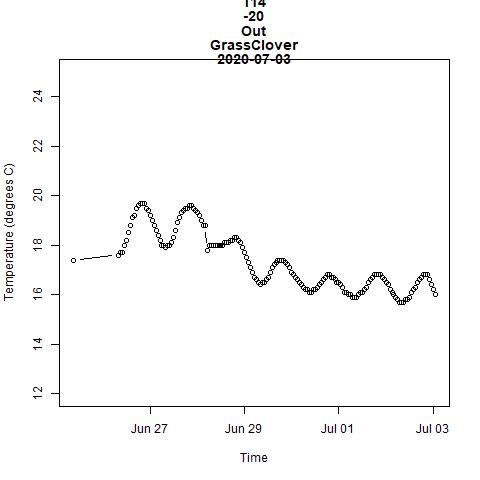 T14
-20
Out
GrassClover
2020-07-03
Temperature (degrees C)
24
22
20
18
16
14
12
Jun 27
Jun 29
Jul 01
Jul 03
Time